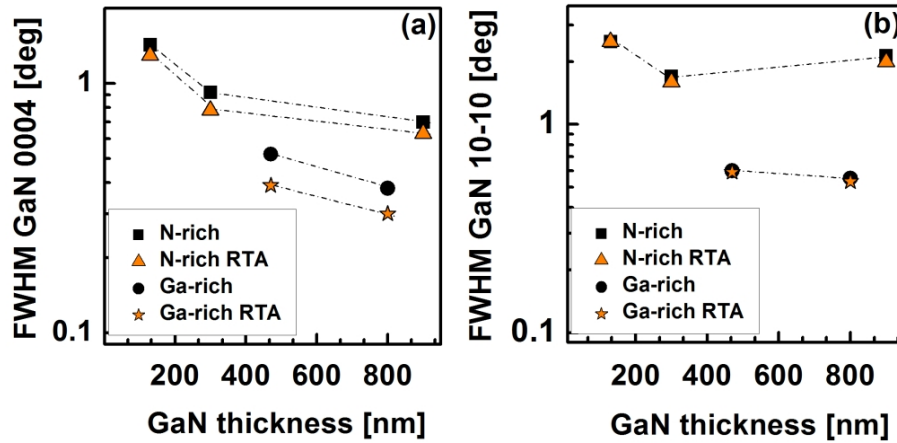 (a)
FWHM GaN 0004 [deg]
1
0.1
N-rich
N-rich RTA
Ga-rich
Ga-rich RTA
200 400 600 800
GaN thickness [nm]
(b)
FWHM GaN 10-10 [deg]
1
0.1
N-rich
N-rich RTA
Ga-rich
Ga-rich RTA
200 400 600 800
GaN thickness [nm]